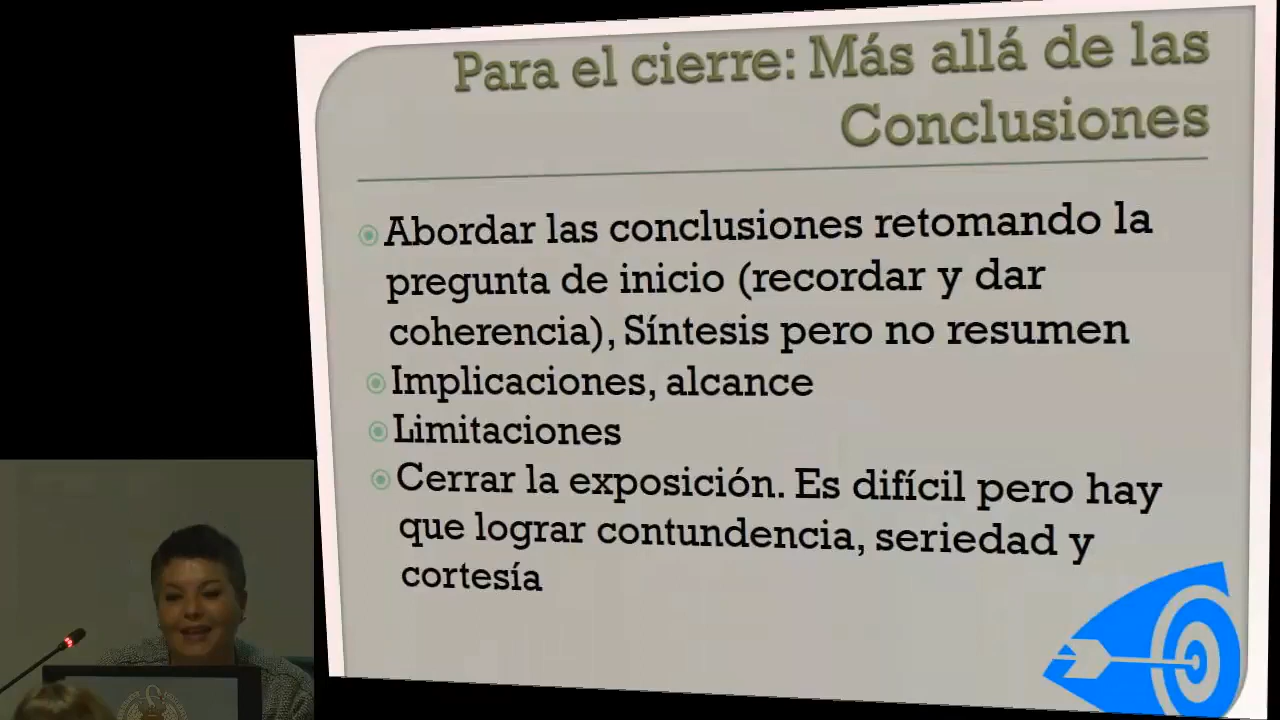 Para el cierre: Más allá de las
Conclusiones
Abordar las conclusiones retomando la
pregunta de inicio (recordar y dar
coherencia), Síntesis pero no resumen
Implicaciones, alcance
Limitaciones
Cerrar la exposición. Es difícil pero hay
que lograr contundencia, seriedad y
cortesía